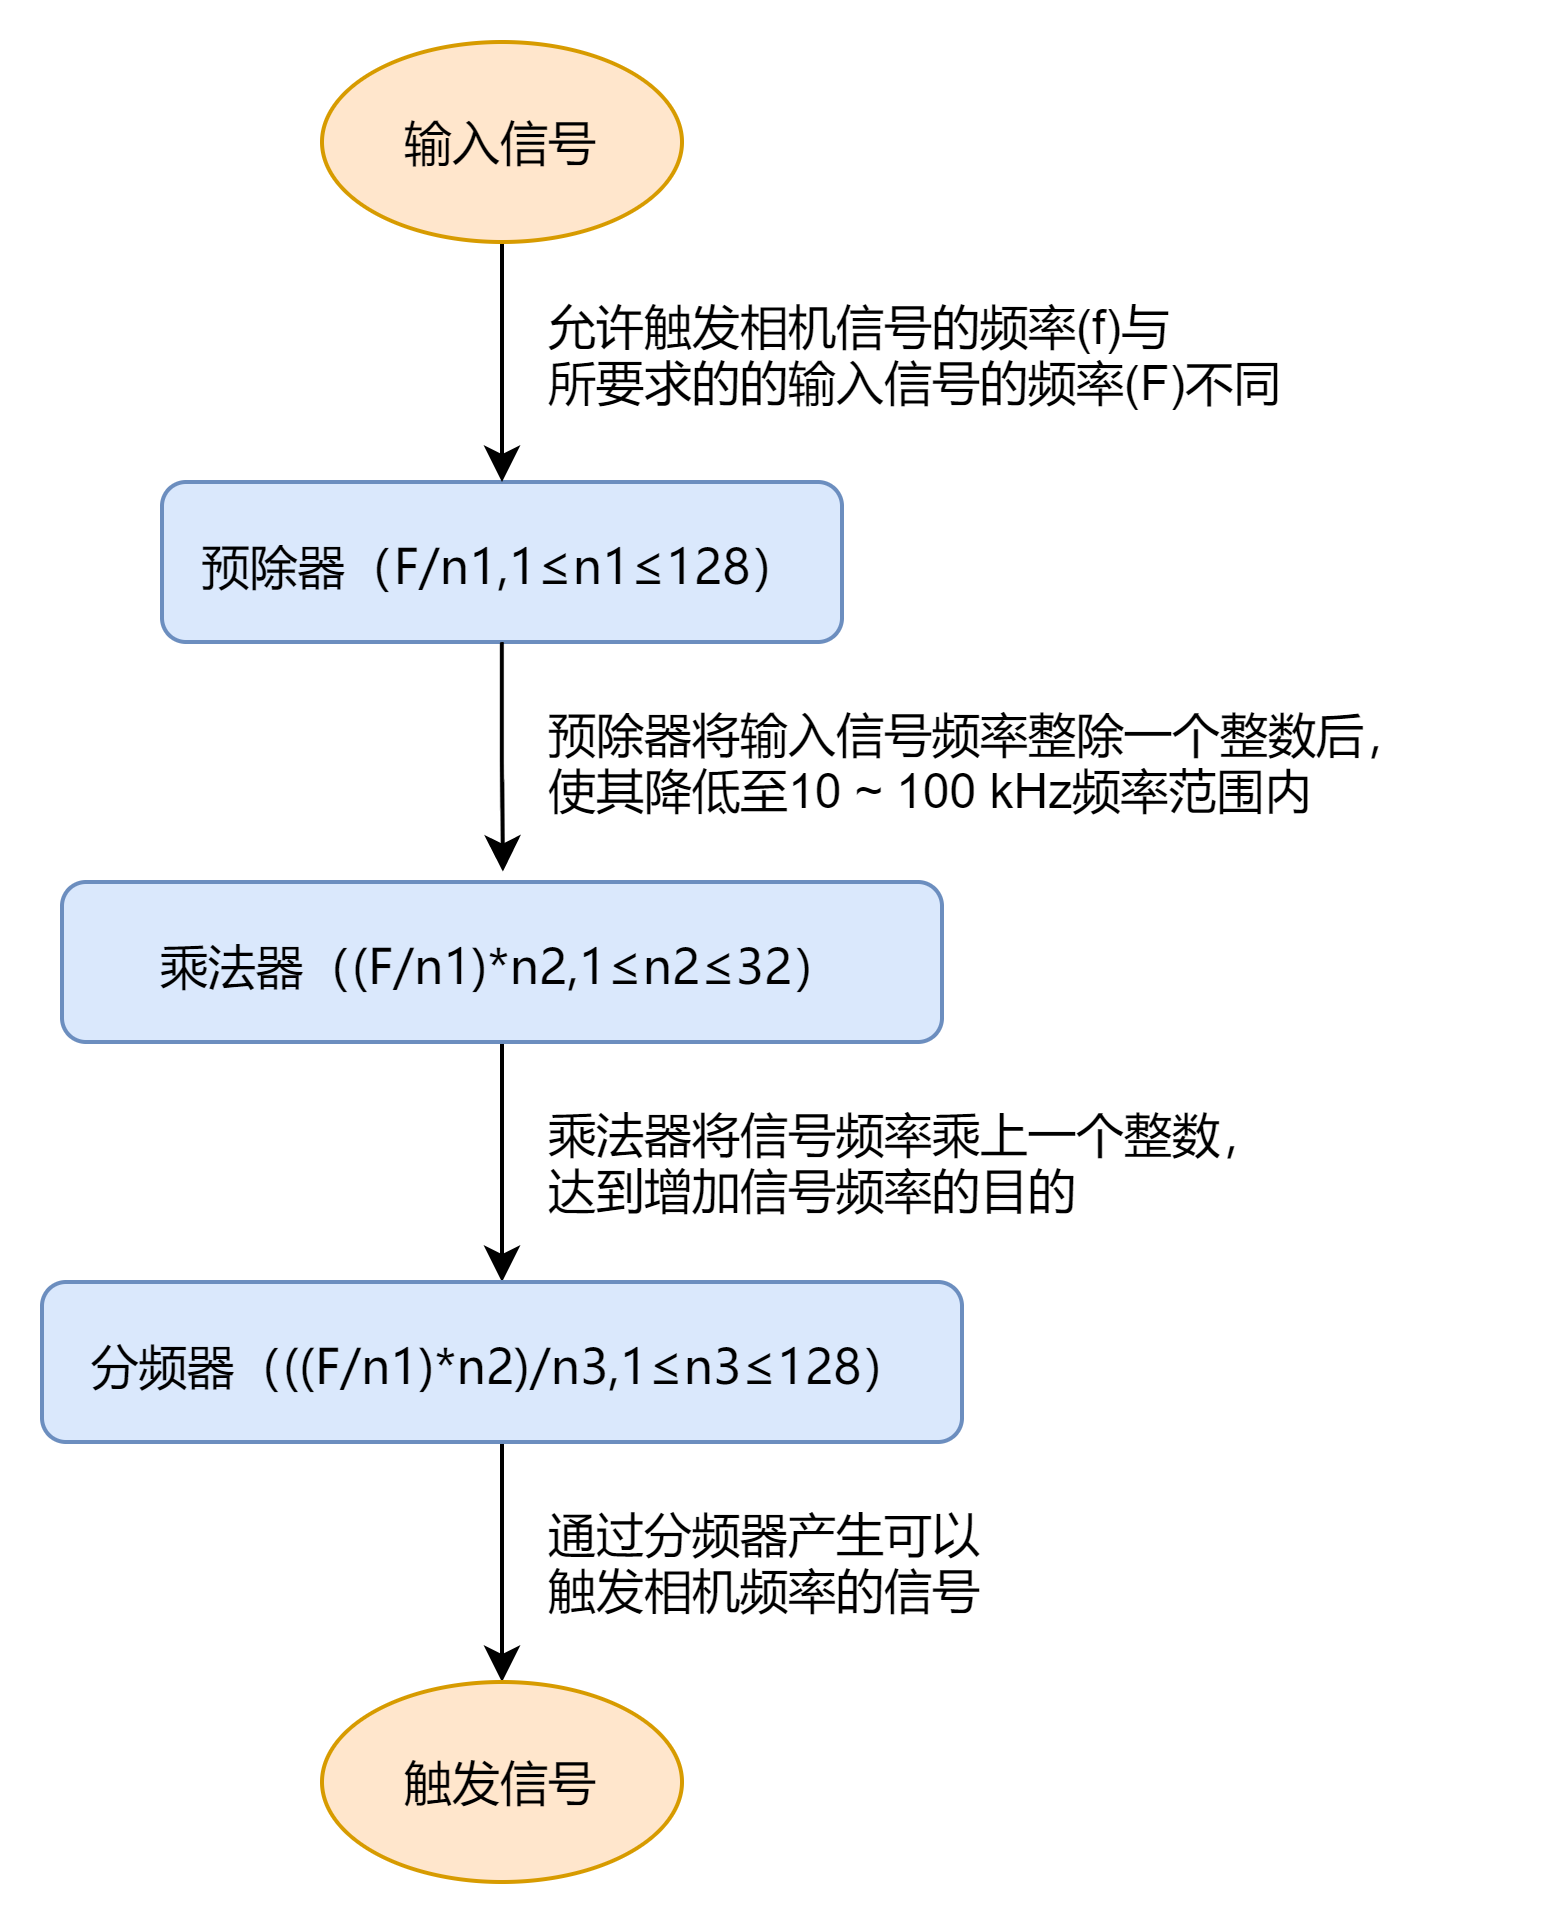 输入信号
允许触发相机信号的频率(f)与
所要求的的输入信号的频率(F)不同
预除器（F/n1,1≤n1≤128）
预除器将输入信号频率整除一个整数后，
使其降低至10 ~ 100 kHz频率范围内
乘法器（(F/n1)*n2,1≤n2≤32）
乘法器将信号频率乘上一个整数，
达到增加信号频率的目的
分频器（((F/n1)*n2)/n3,1≤n3≤128）
通过分频器产生可以
触发相机频率的信号
触发信号